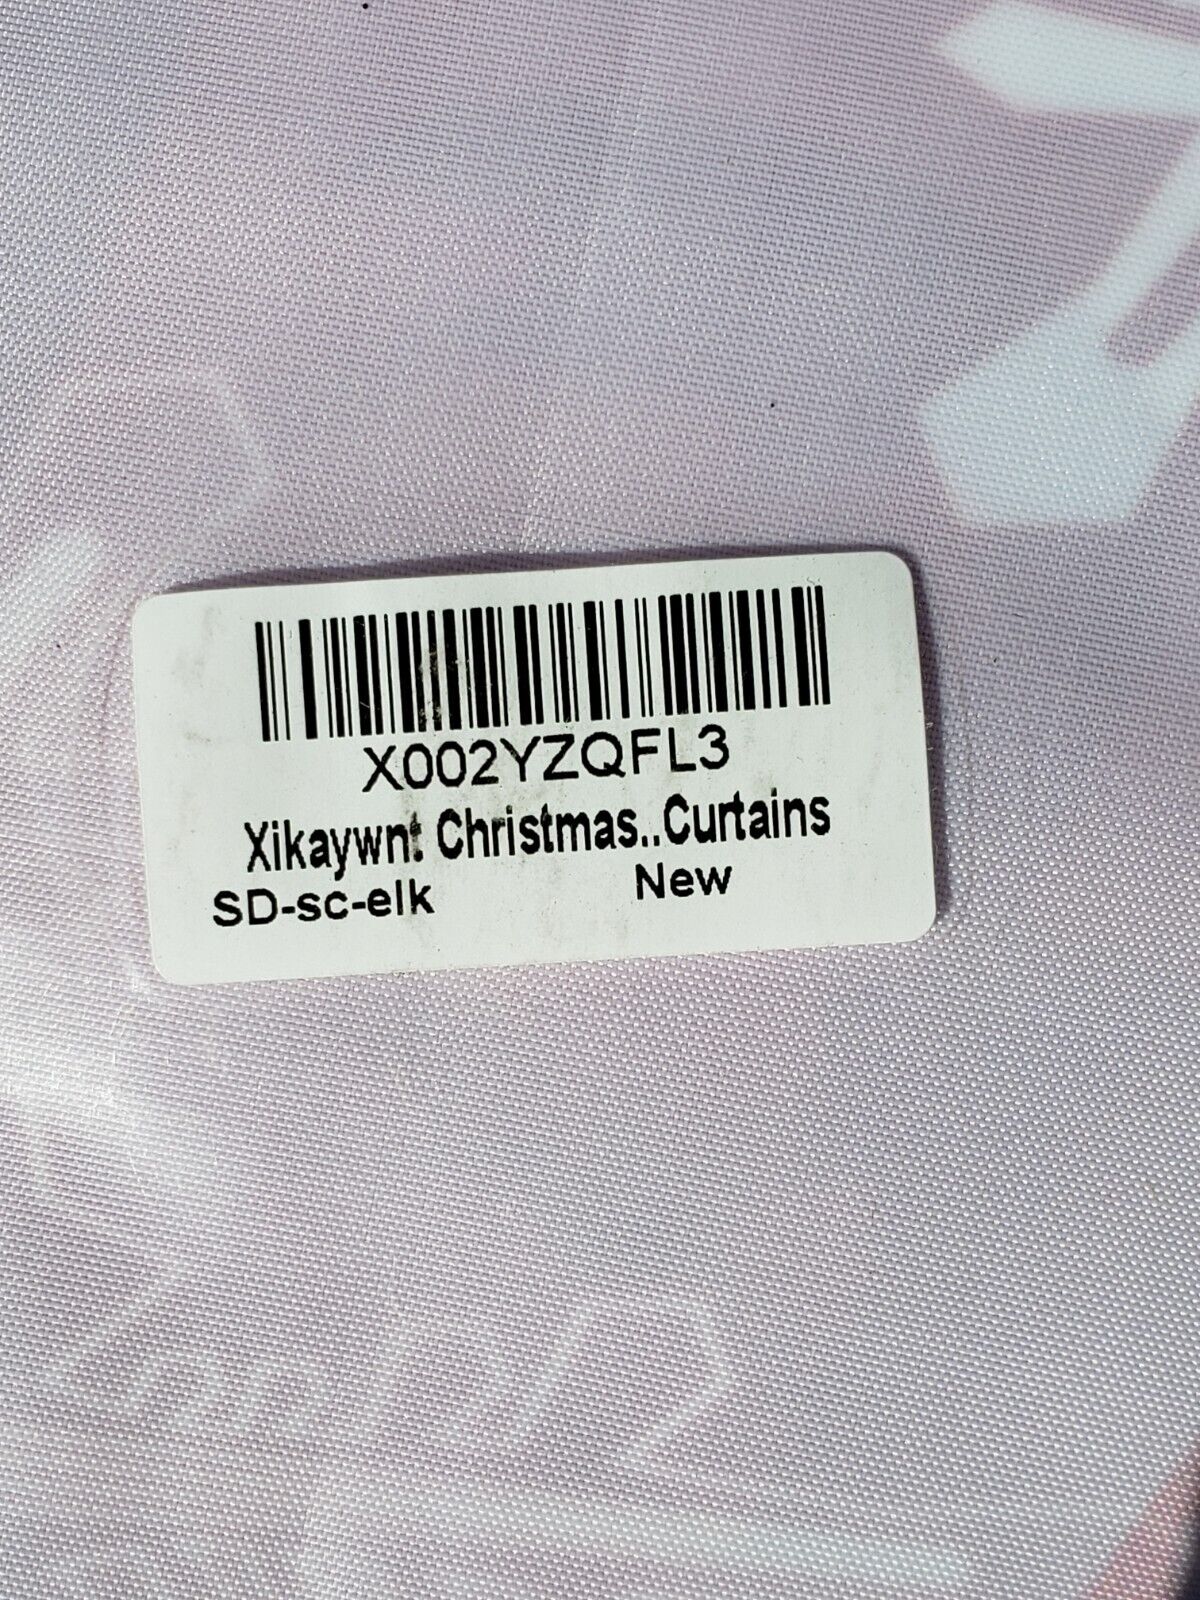 X002YZQFL3
Xikaywnt Christmas..Curtains
SD-sc-elk New